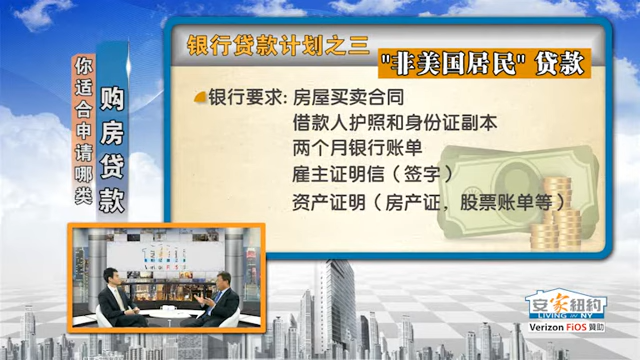 你适合申请哪类
购房贷款
银行贷款计划之三
"非美国居民" 贷款
银行要求: 房屋买卖合同
借款人护照和身份证副本
两个月银行账单
雇主证明信（签字）
资产证明（房产证，股票账单等）
安家纽约
LIVING in NY
Verizon FiOS 赞助